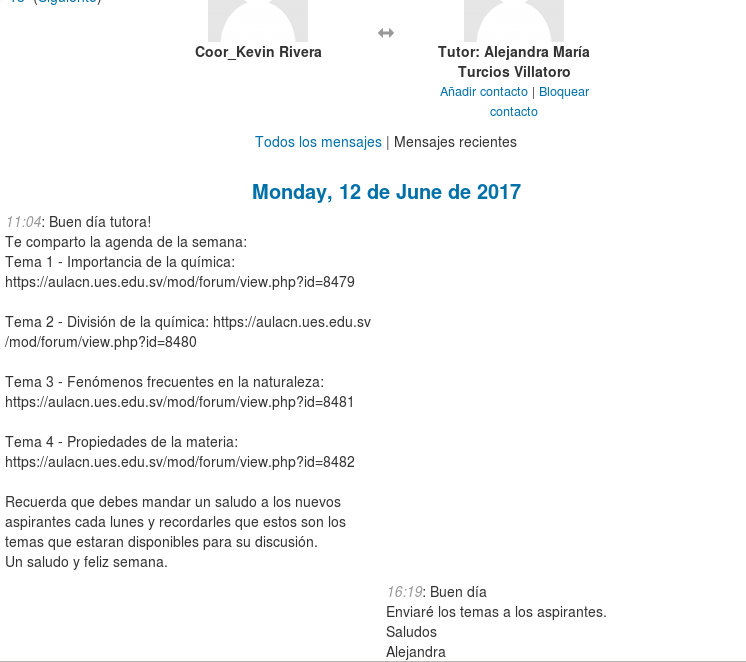 (Siguiente)
Coor_Kevin Rivera
Tutor: Alejandra María
Turcios Villatoro
Añadir contacto | Bloquear
contacto
Todos los mensajes | Mensajes recientes
Monday, 12 de June de 2017
11:04: Buen día tutora!
Te comparto la agenda de la semana:
Tema 1 - Importancia de la química:
https://aulacn.ues.edu.sv/mod/forum/view.php?id=8479
Tema 2 - División de la química: https://aulacn.ues.edu.sv
/mod/forum/view.php?id=8480
Tema 3 - Fenómenos frecuentes en la naturaleza:
https://aulacn.ues.edu.sv/mod/forum/view.php?id=8481
Tema 4 - Propiedades de la materia:
https://aulacn.ues.edu.sv/mod/forum/view.php?id=8482
Recuerda que debes mandar un saludo a los nuevos
aspirantes cada lunes y recordarles que estos son los
temas que estaran disponibles para su discusión.
Un saludo y feliz semana.
16:19: Buen día
Enviaré los temas a los aspirantes.
Saludos
Alejandra